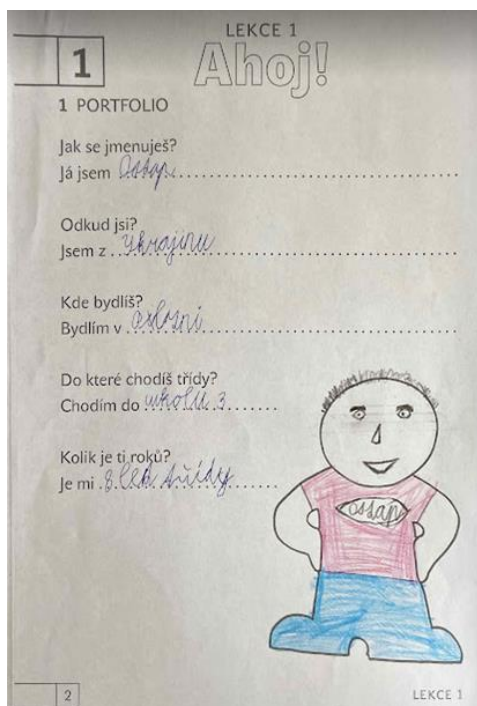 LEKCE 1
1 Ahoj!
1 PORTFOLIO
Jak se jmenuješ?
Já jsem Ostap
Odkud jsi?
Jsem z ukrajinu
Kde bydlíš?
Bydlím v
Do které chodíš třídy?
Chodím do 3
Kolik je ti roků?
Je mi 8 let třídy
ostap
2 LEKCE 1